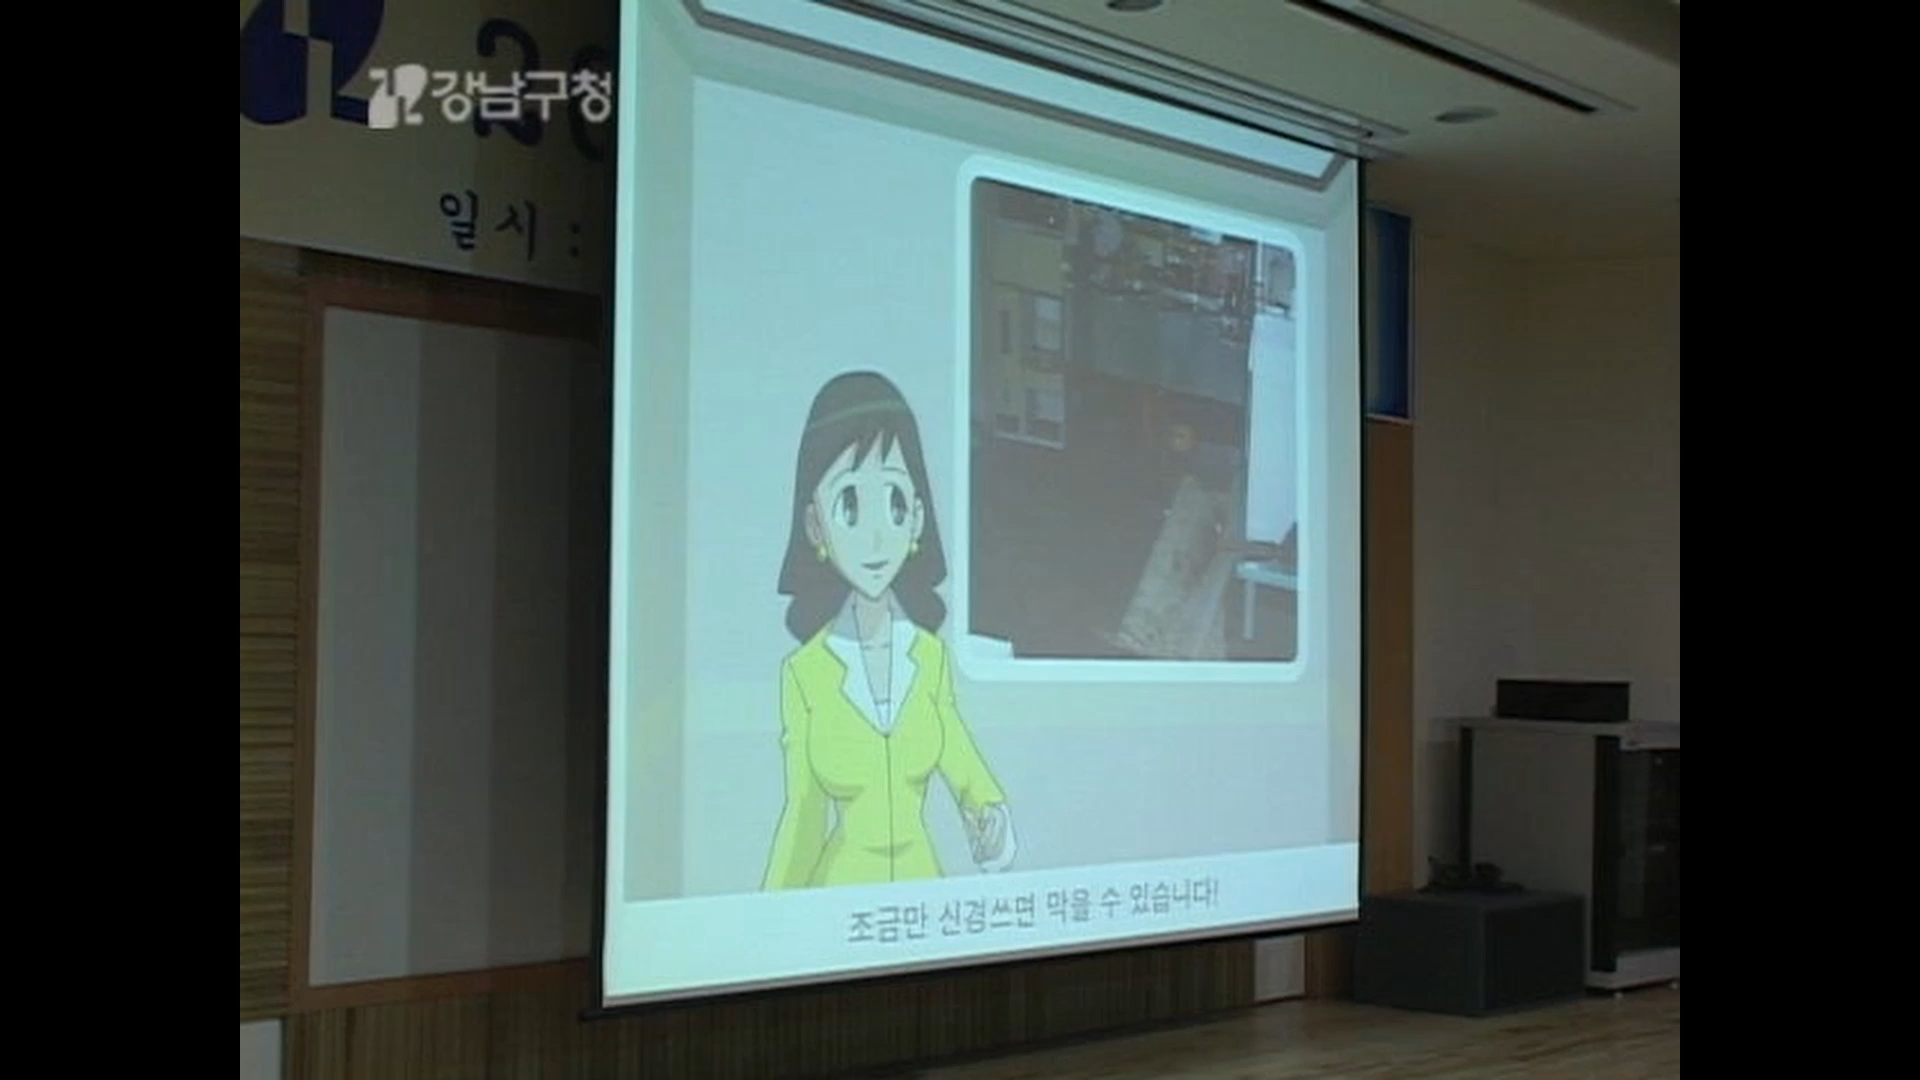 강남구청
일시 :
조금만 신경쓰면 막을 수 있습니다!